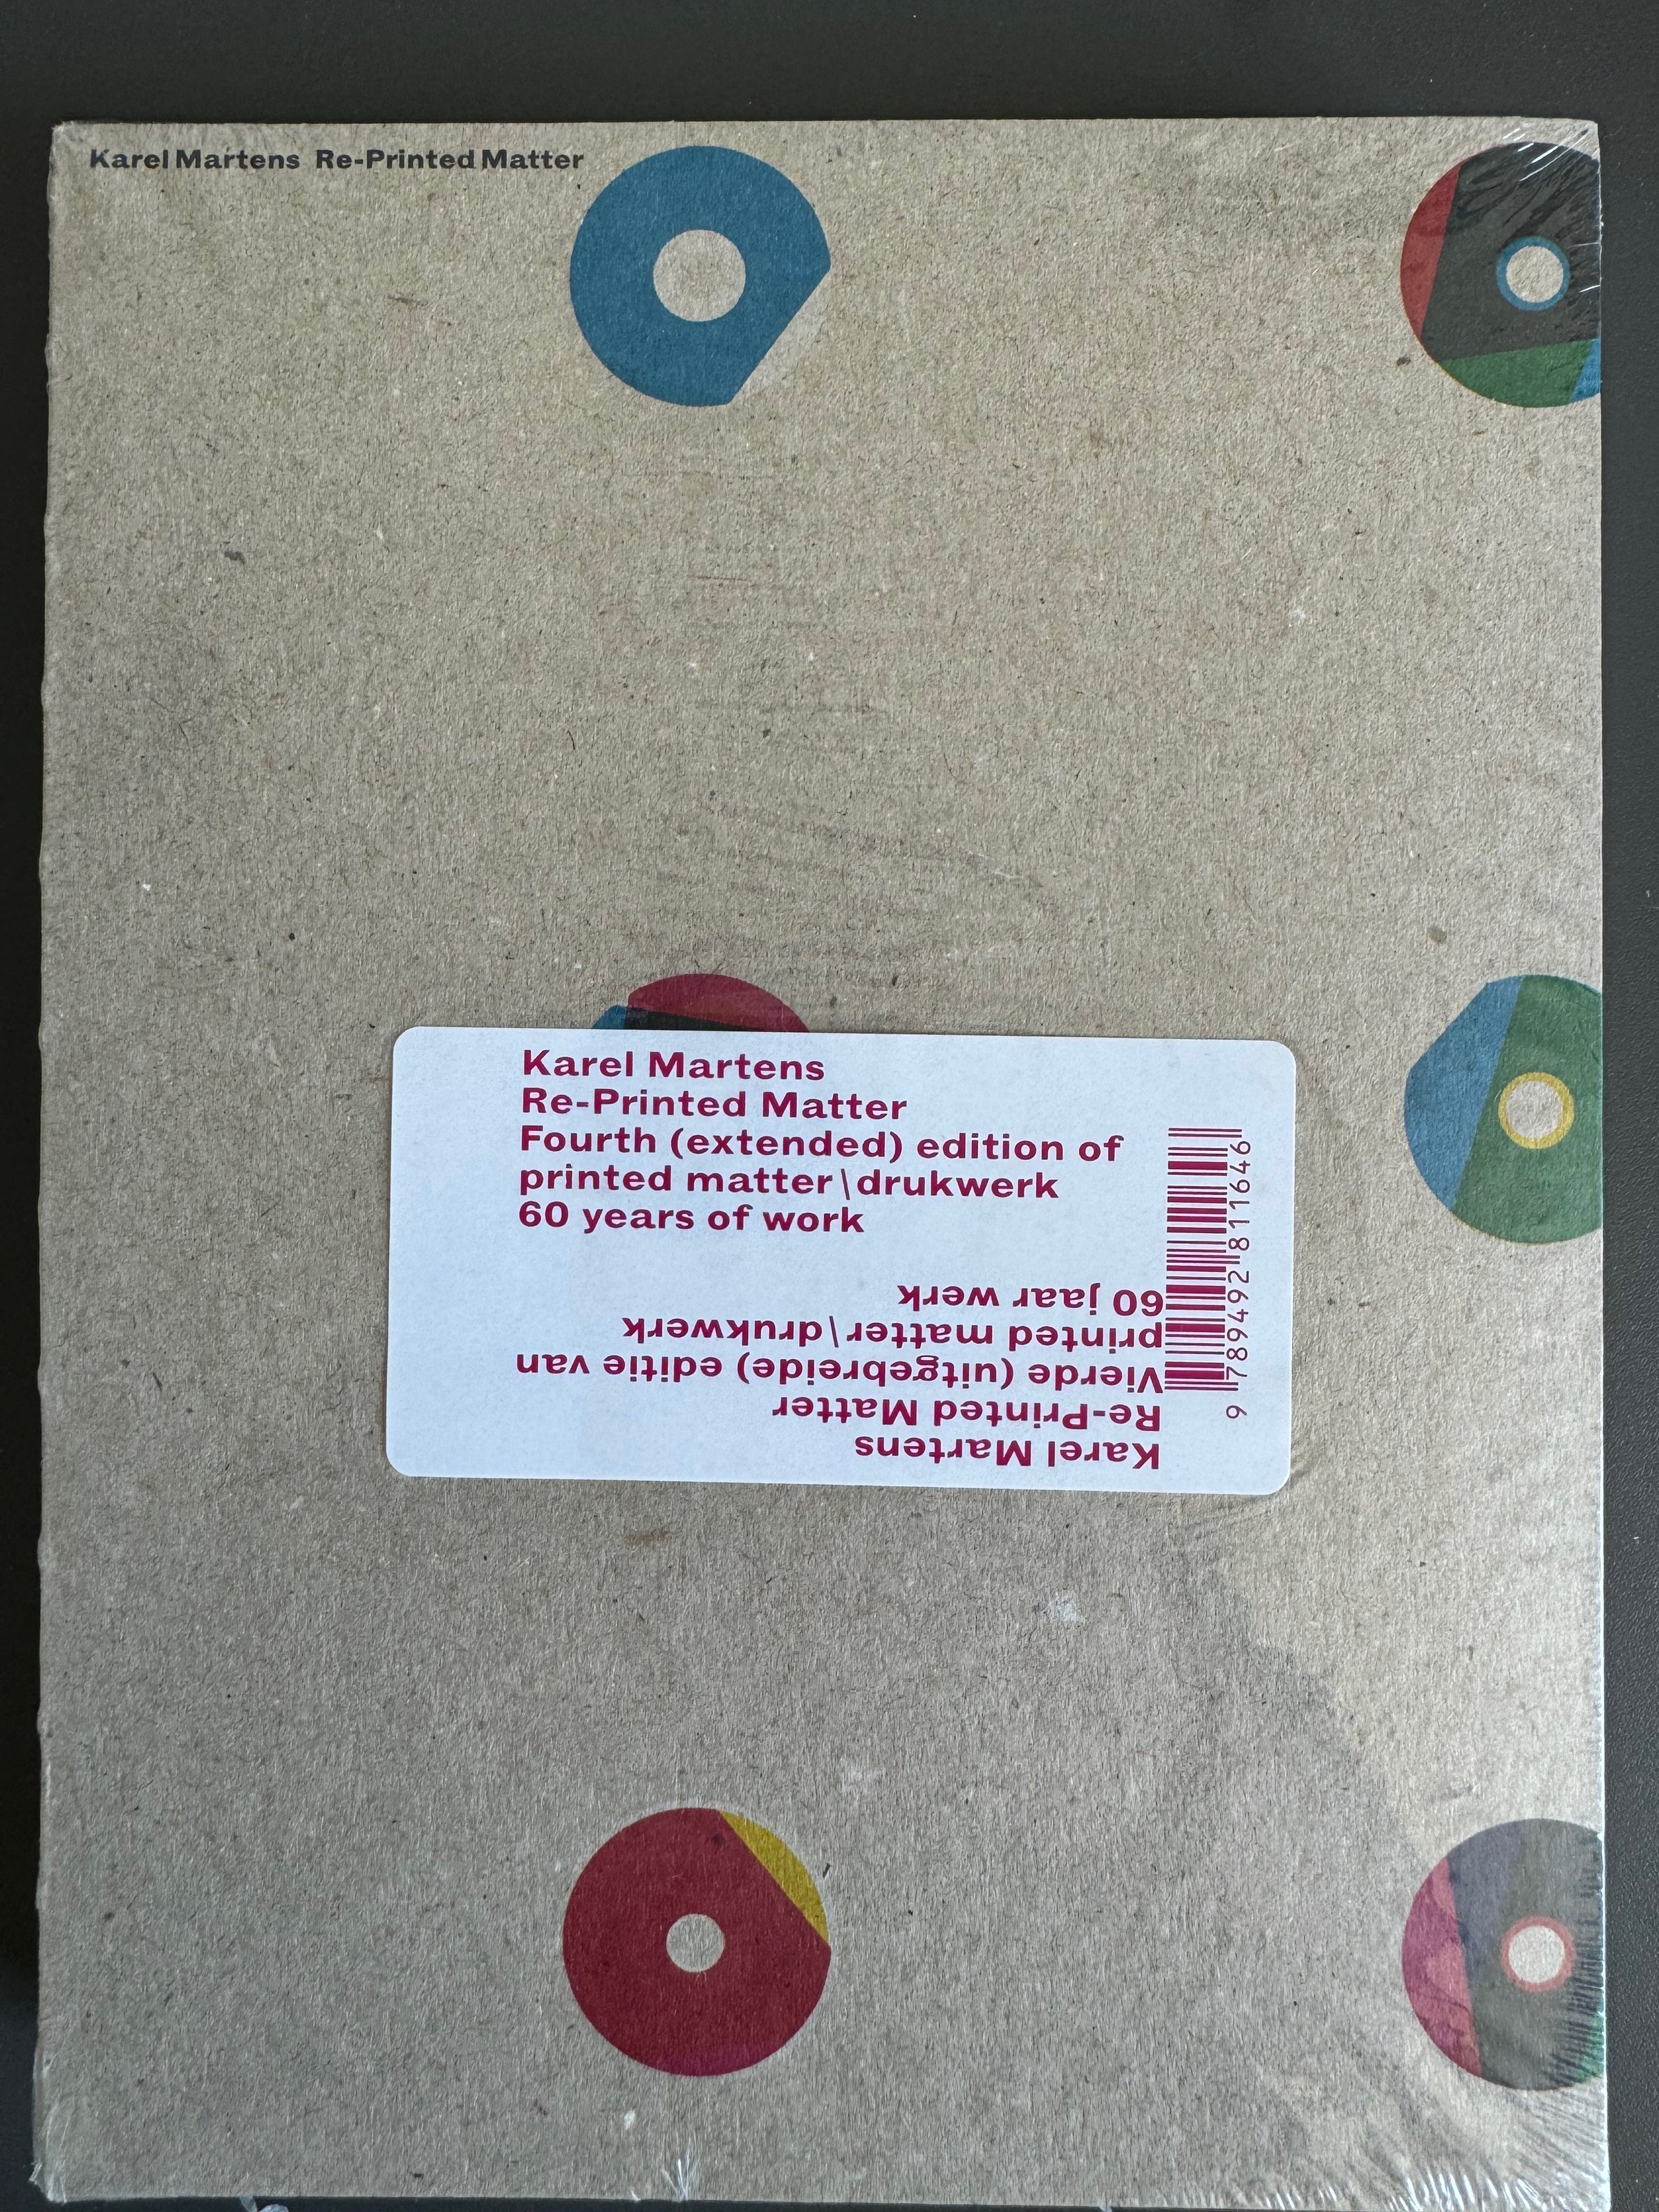 Karel Martens Re-Printed Matter
Karel Martens
Re-Printed Matter
Fourth (extended) edition of
printed matter\drukwerk
60 years of work
Karel Martens
Re-Printed Matter
Vierde (uitgebreide) editie van
printed matter\drukwerk
60 jaar werk
9 789492 811646